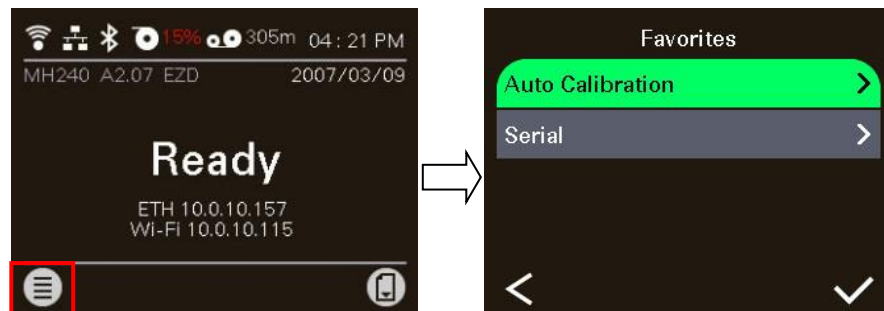 15% 305m 04:21 PM
MH240 A2.07 EZD 2007/03/09
Ready
ETH 10.0.10.157
Wi-Fi 10.0.10.115
Favorites
Auto Calibration
Serial